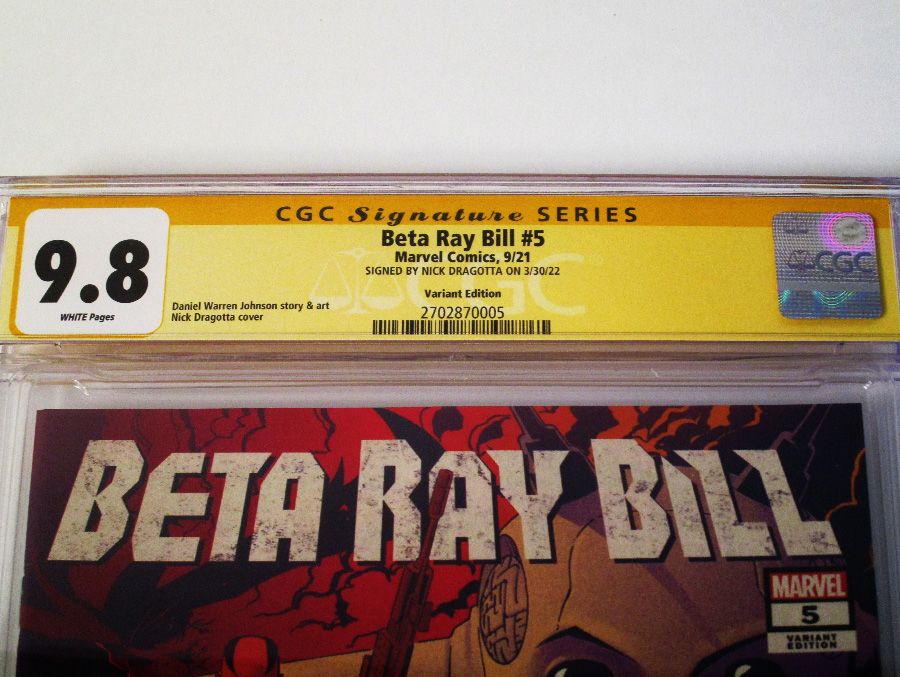 CGC Signature SERIES
9.8
WHITE Pages
Beta Ray Bill #5
Marvel Comics, 9/21
SIGNED BY NICK DRAGOTTA ON 3/30/22
Variant Edition
Daniel Warren Johnson story & art
Nick Dragotta cover
2702870005
CGC
CGC
BETA RAY BILL
MARVEL
5
VARIANT
EDITION